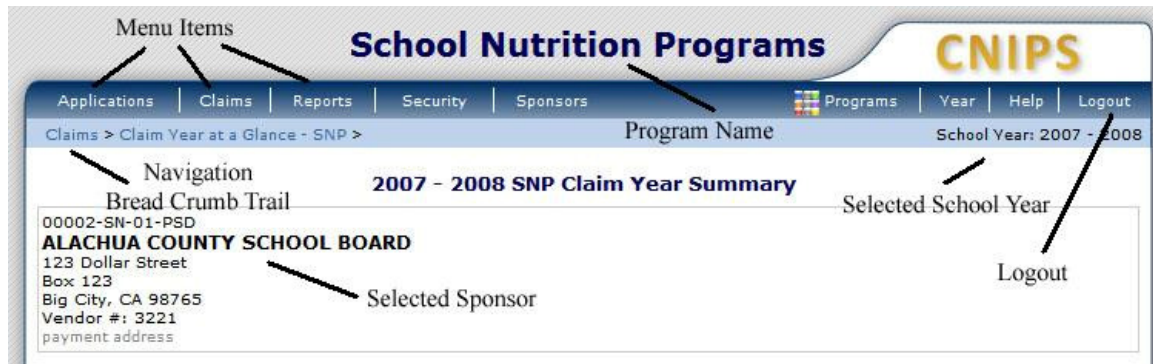 Menu Items
School Nutrition Programs
CNIPS
Applications Claims Reports Security Sponsors Programs Year Help Logout
Claims > Claim Year at a Glance - SNP > Program Name School Year: 2007 - 2008
Navigation
Bread Crumb Trail
2007 - 2008 SNP Claim Year Summary
Selected School Year
00002-SN-01-PSD
ALACHUA COUNTY SCHOOL BOARD
123 Dollar Street
Box 123
Big City, CA 98765
Vendor #: 3221
payment address
Selected Sponsor
Logout